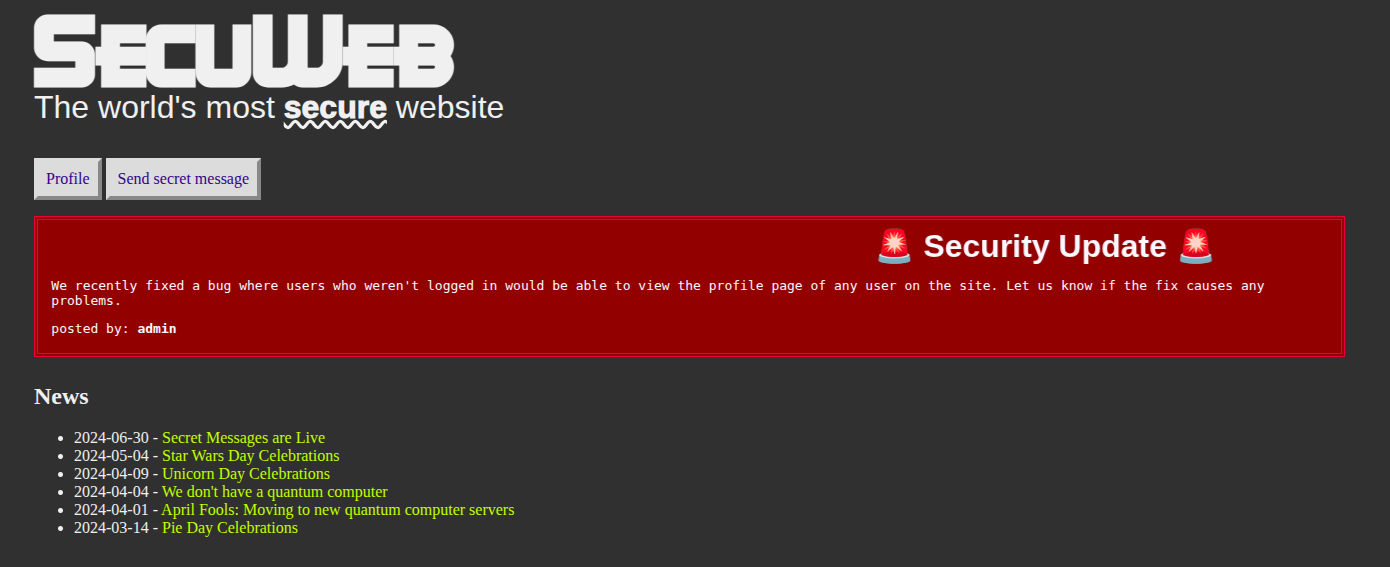 SecuWeb
The world's most secure website
Profile
Send secret message
🚨 Security Update 🚨
We recently fixed a bug where users who weren't logged in would be able to view the profile page of any user on the site. Let us know if the fix causes any
problems.
posted by: admin
News
• 2024-06-30 - Secret Messages are Live
• 2024-05-04 - Star Wars Day Celebrations
• 2024-04-09 - Unicorn Day Celebrations
• 2024-04-04 - We don't have a quantum computer
• 2024-04-01 - April Fools: Moving to new quantum computer servers
• 2024-03-14 - Pie Day Celebrations